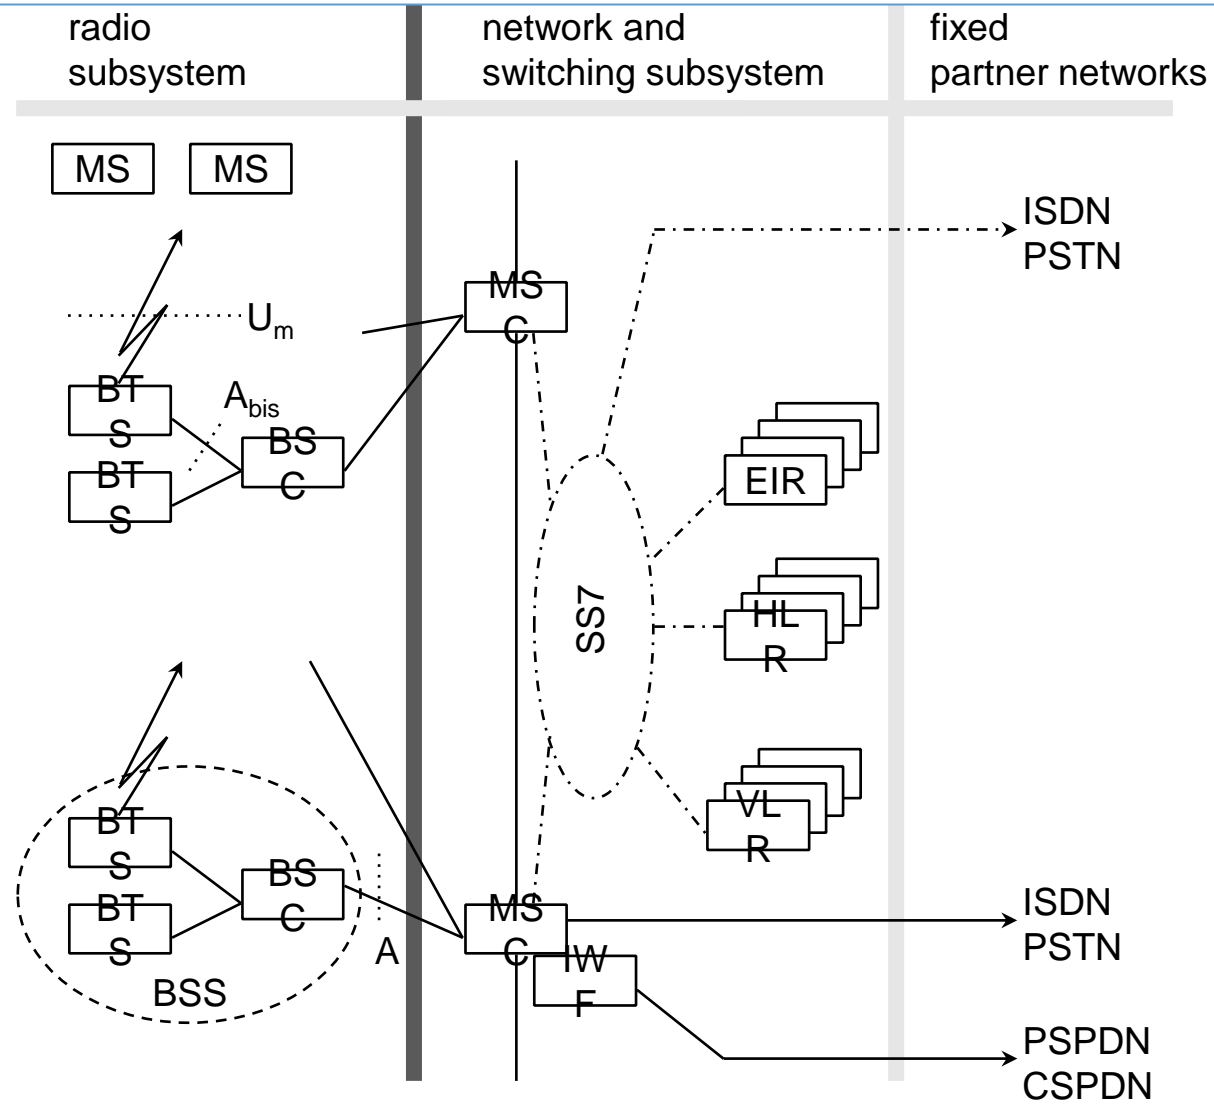 radio
subsystem
network and
switching subsystem
fixed
partner networks
MS
MS
ISDN
PSTN
MS
C
Um
BT
S
Abis
BS
C
BT
S
EIR
SS7
HL
R
VL
R
BT
S
BS
C
BT
S
BSS
A
MS
C
IW
F
ISDN
PSTN
PSPDN
CSPDN